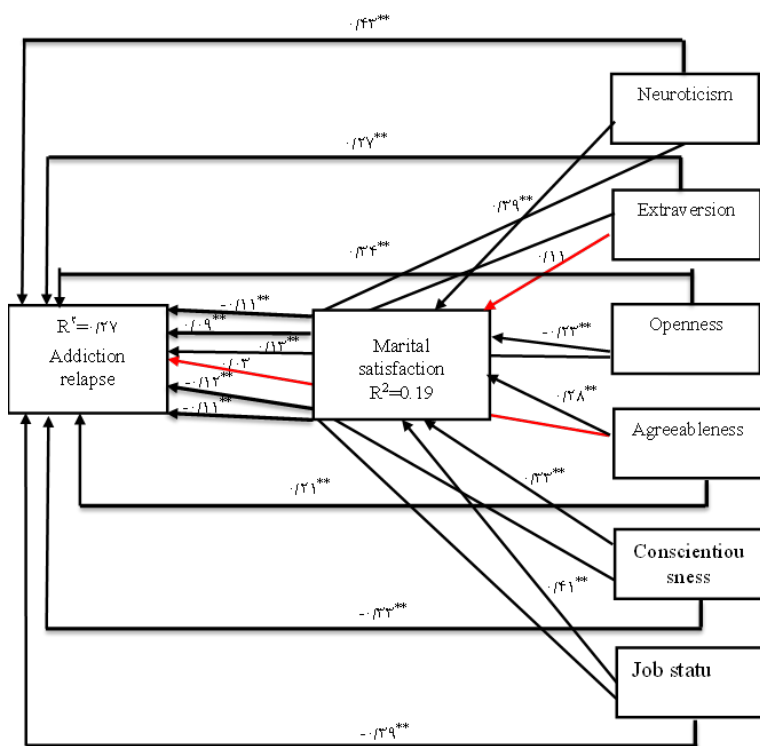 ۰/۴۳**
Neuroticism
۰/۲۷**
۰/۳۹**
Extraversion
۰/۱۱
۰/۳۴**
-۰/۱۱**
R۲=۰/۲۷
Addiction
relapse
۰/۰۹**
۰/۱۳**
۰/۰۳
-۰/۱۲**
-۰/۱۱**
Marital
satisfaction
R2=0.19
-۰/۲۳**
Openness
۰/۲۸**
Agreeableness
۰/۲۱**
۰/۳۳**
Conscientiou
sness
۰/۴۱**
-۰/۳۳**
Job statu
-۰/۳۹**